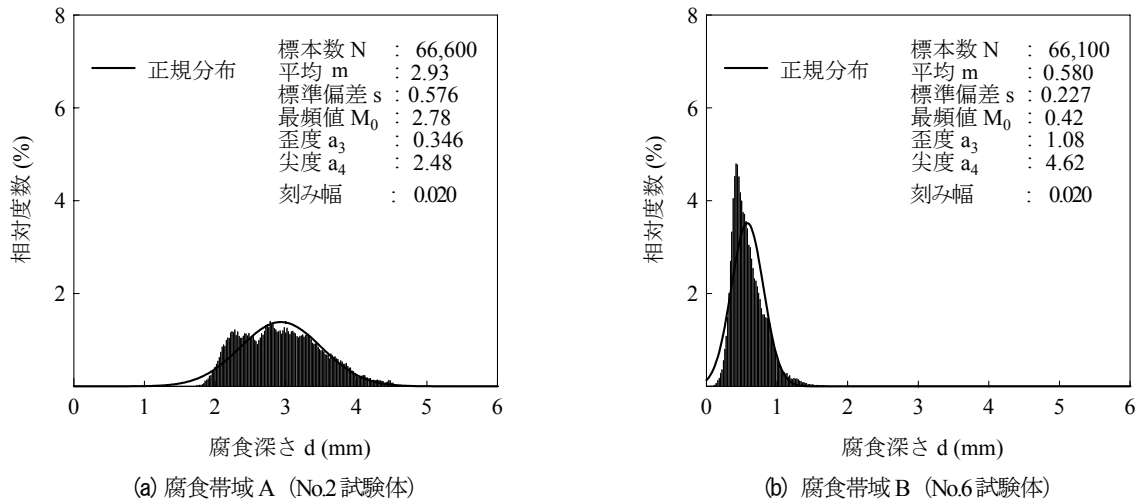 8
6
4
2
相対度数 (%)
正規分布
標本数 N : 66,600
平均 m : 2.93
標準偏差 s : 0.576
最頻値 M0 : 2.78
歪度 a3 : 0.346
尖度 a4 : 2.48
刻み幅 : 0.020
0 1 2 3 4 5 6
腐食深さ d (mm)
(a) 腐食帯域 A (No.2 試験体)
8
6
4
2
相対度数 (%)
正規分布
標本数 N : 66,100
平均 m : 0.580
標準偏差 s : 0.227
最頻値 M0 : 0.42
歪度 a3 : 1.08
尖度 a4 : 4.62
刻み幅 : 0.020
0 1 2 3 4 5 6
腐食深さ d (mm)
(b) 腐食帯域 B (No.6 試験体)